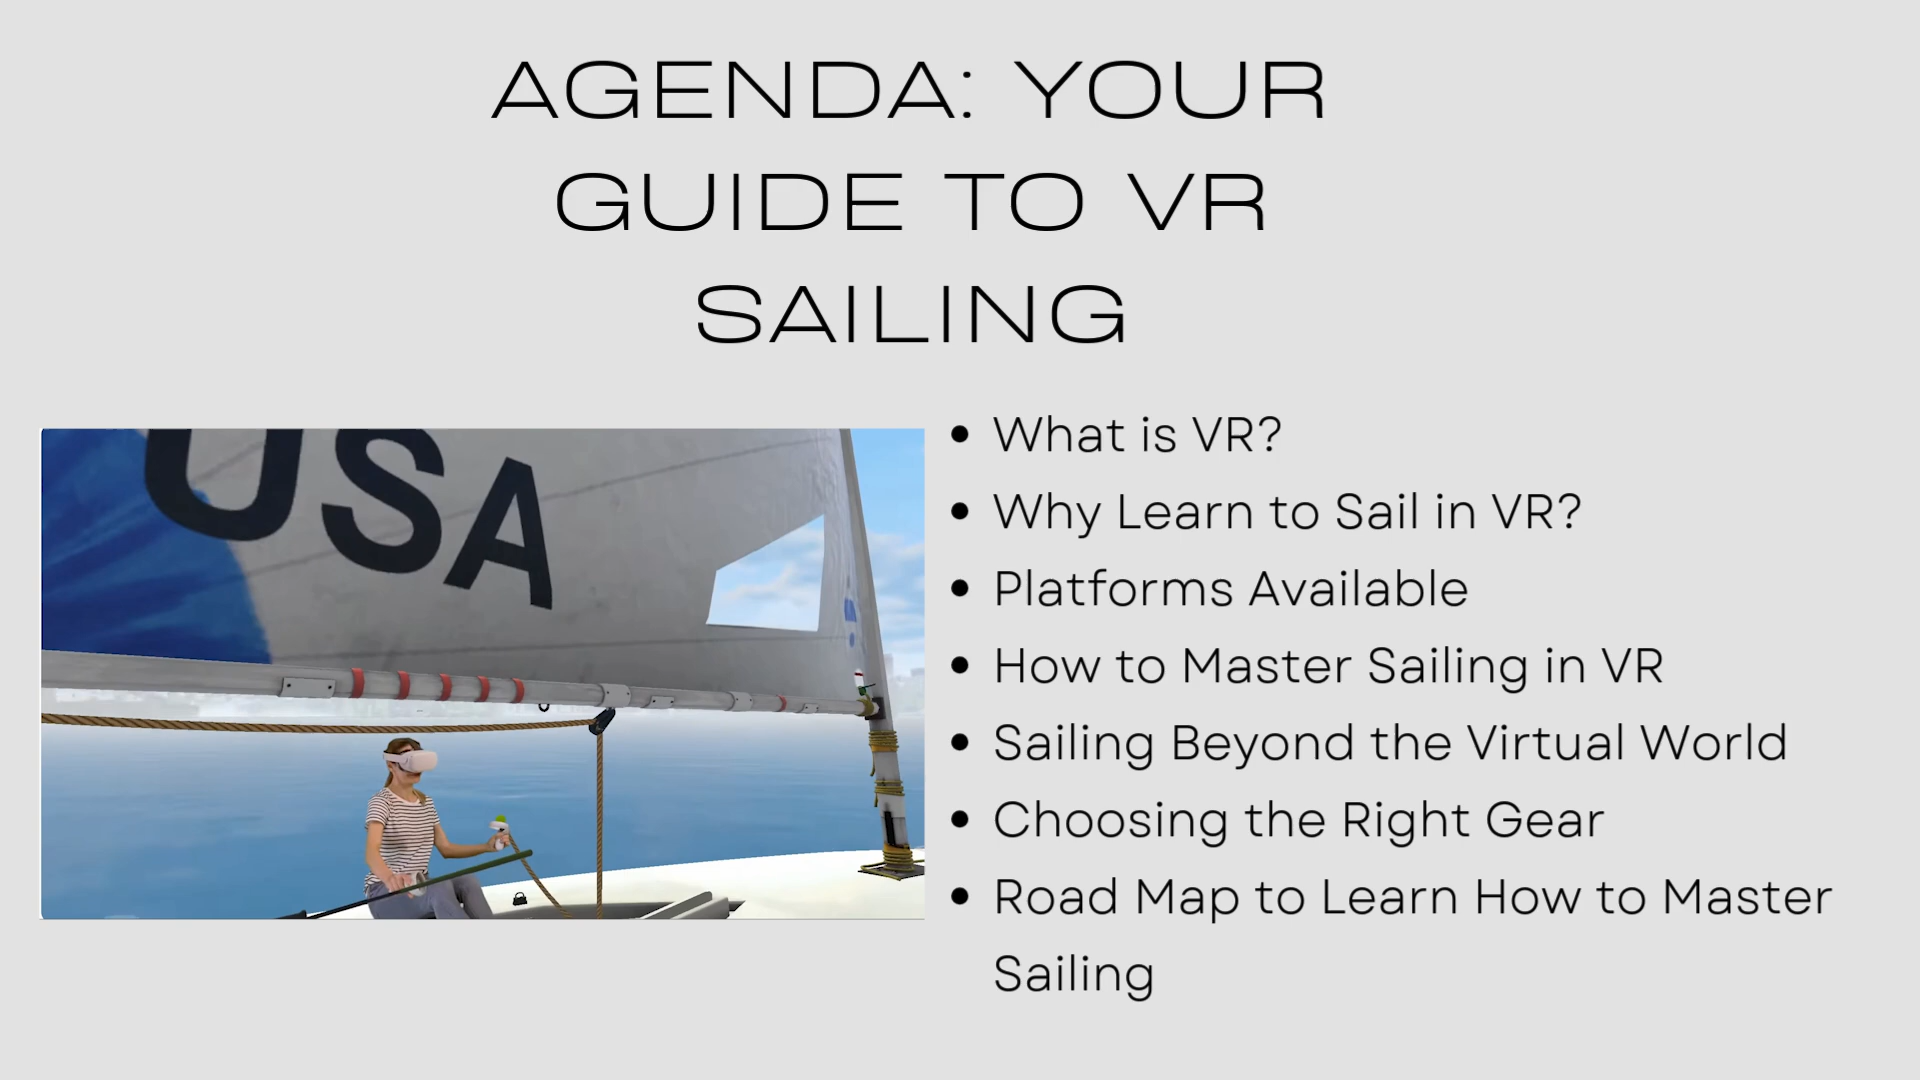 AGENDA: YOUR
GUIDE TO VR
SAILING
USA
• What is VR?
• Why Learn to Sail in VR?
• Platforms Available
• How to Master Sailing in VR
• Sailing Beyond the Virtual World
• Choosing the Right Gear
• Road Map to Learn How to Master
Sailing